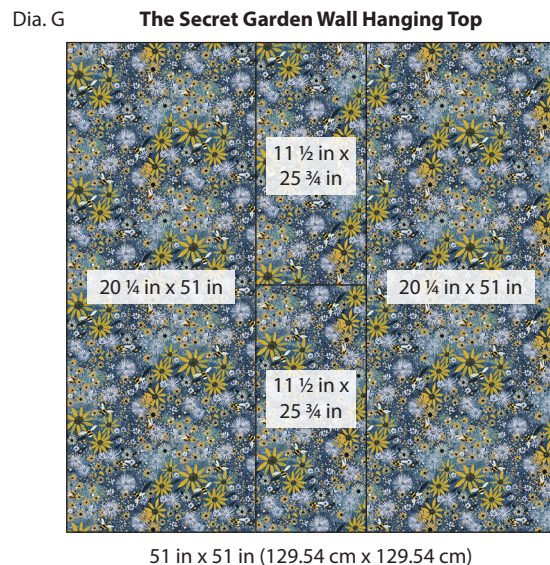 Dia. G
The Secret Garden Wall Hanging Top
11 ½ in x
25 ¾ in
20 ¼ in x 51 in
20 ¼ in x 51 in
11 ½ in x
25 ¾ in
51 in x 51 in (129.54 cm x 129.54 cm)